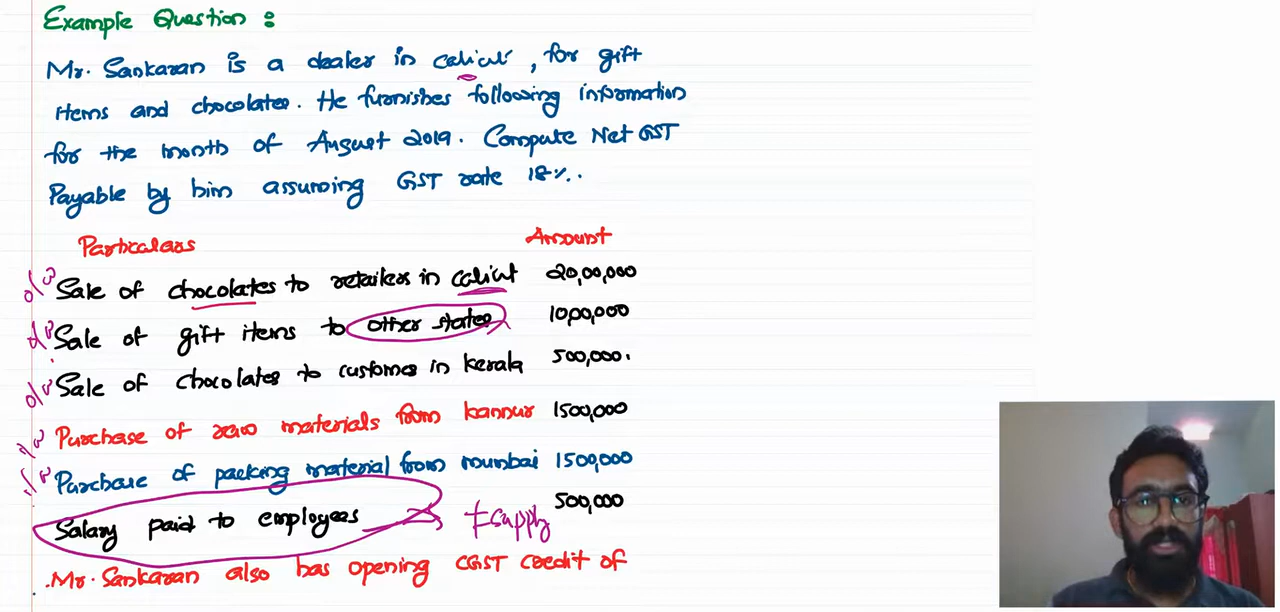 Example Question :
Mr. Sankaran is a dealer in calicut, for gift
items and chocolates. He furnishes following information
for the month of August 2019. Compute Net GST
Payable by him assuming GST rate 18%.
Particulars Amount
o/w Sale of chocolates to retailers in calicut 20,00,000
o/w Sale of gift items to other states 10,00,000
o/w Sale of chocolates to customers in kerala 500,000.
i/w Purchase of raw materials from kannur 1500,000
i/w Purchase of packing material from mumbai 1500,000
Salary paid to employees ≠ supply 500,000
Mr. Sankaran also has opening CGST credit of